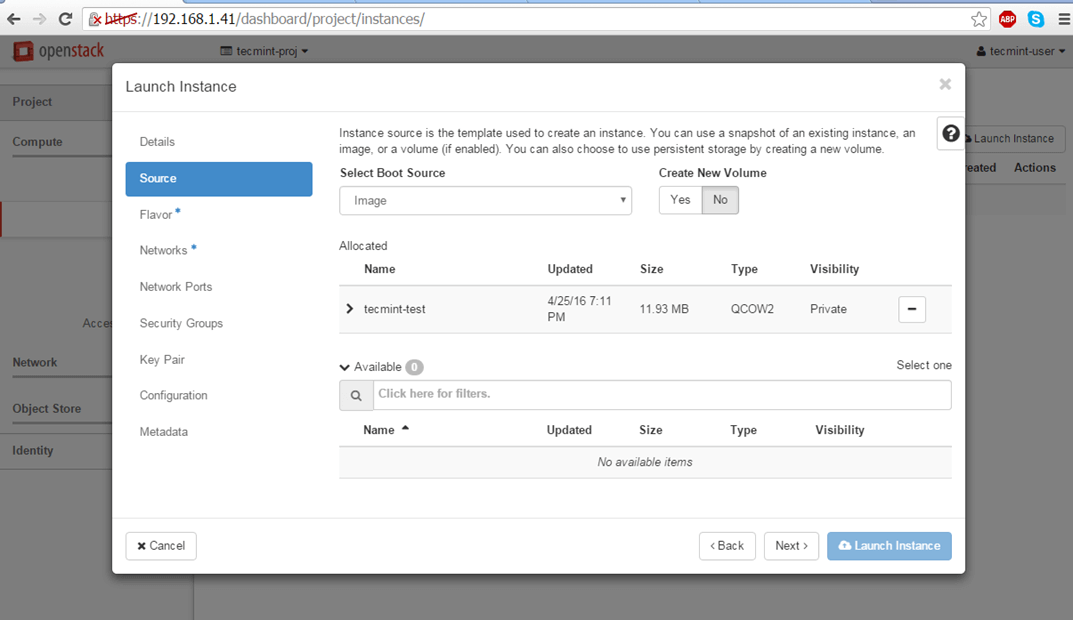 https://192.168.1.41/dashboard/project/instances/
ABP
openstack
tecmint-proj
tecmint-user
Launch Instance
Project
Compute
Network
Object Store
Identity
Launch Instance
Actions
Details
Source
Flavor *
Networks *
Network Ports
Security Groups
Key Pair
Configuration
Metadata
Instance source is the template used to create an instance. You can use a snapshot of an existing instance, an
image, or a volume (if enabled). You can also choose to use persistent storage by creating a new volume.
Select Boot Source Create New Volume
Image Yes No
Allocated
Name Updated Size Type Visibility
tecmint-test 4/25/16 7:11 PM 11.93 MB QCOW2 Private
Available 0 Select one
Click here for filters.
Name Updated Size Type Visibility
No available items
Cancel < Back Next > Launch Instance